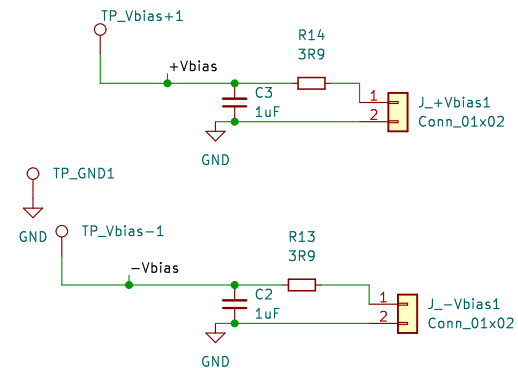 TP_Vbias+1
R14
3R9
+Vbias
C3
1uF
1
2
J_+Vbias1
Conn_01x02
GND
TP_GND1
GND
TP_Vbias-1
R13
3R9
-Vbias
C2
1uF
1
2
J_-Vbias1
Conn_01x02
GND